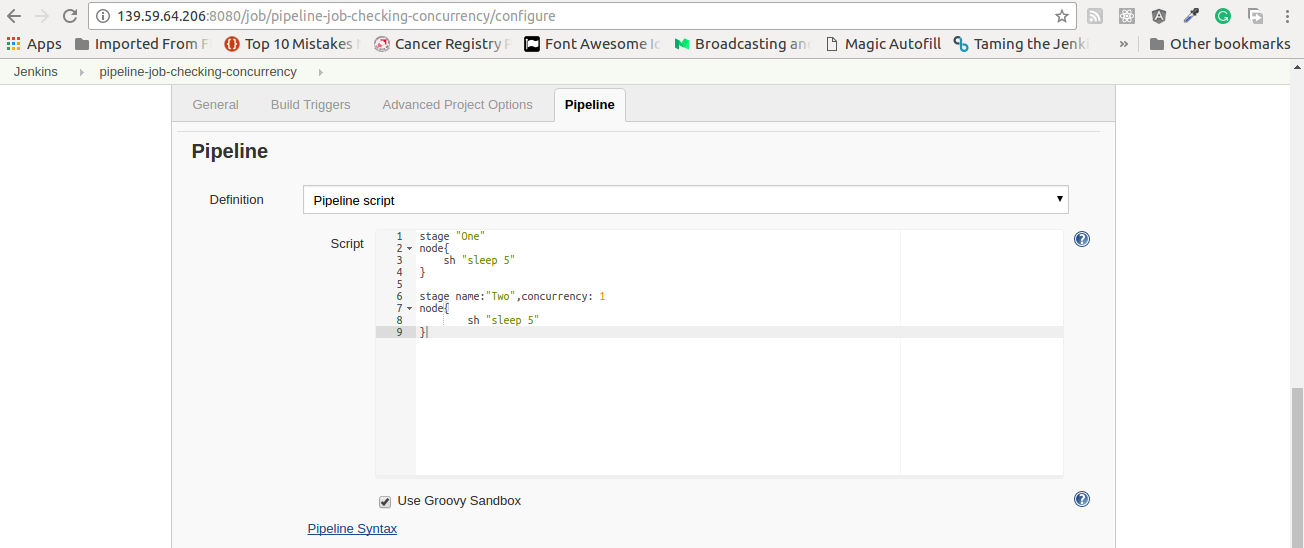 139.59.64.206:8080/job/pipeline-job-checking-concurrency/configure
Apps Imported From Top 10 Mistakes Cancer Registry Font Awesome Broadcasting Magic Autofill Taming the » Other bookmarks
Jenkins pipeline-job-checking-concurrency
General Build Triggers Advanced Project Options Pipeline
Pipeline
Definition Pipeline script
Script
1 stage "One"
2 node{
3 sh "sleep 5"
4 }
5
6 stage name:"Two",concurrency: 1
7 node{
8 sh "sleep 5"
9 }
Use Groovy Sandbox
Pipeline Syntax